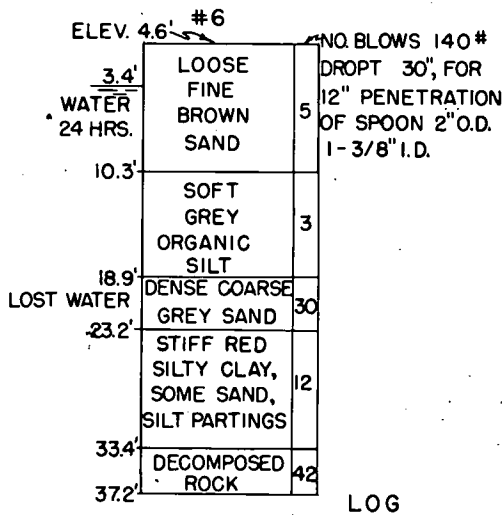 #6
ELEV. 4.6'
NO. BLOWS 140#
DROPT 30", FOR
12" PENETRATION
OF SPOON 2" O.D.
1-3/8" I.D.
3.4'
WATER
24 HRS.
LOOSE
FINE
BROWN
SAND
5
10.3'
SOFT
GREY
ORGANIC
SILT
3
18.9'
LOST WATER
DENSE COARSE
GREY SAND
30
23.2'
STIFF RED
SILTY CLAY,
SOME SAND,
SILT PARTINGS
12
33.4'
DECOMPOSED
ROCK
42
37.2'
LOG